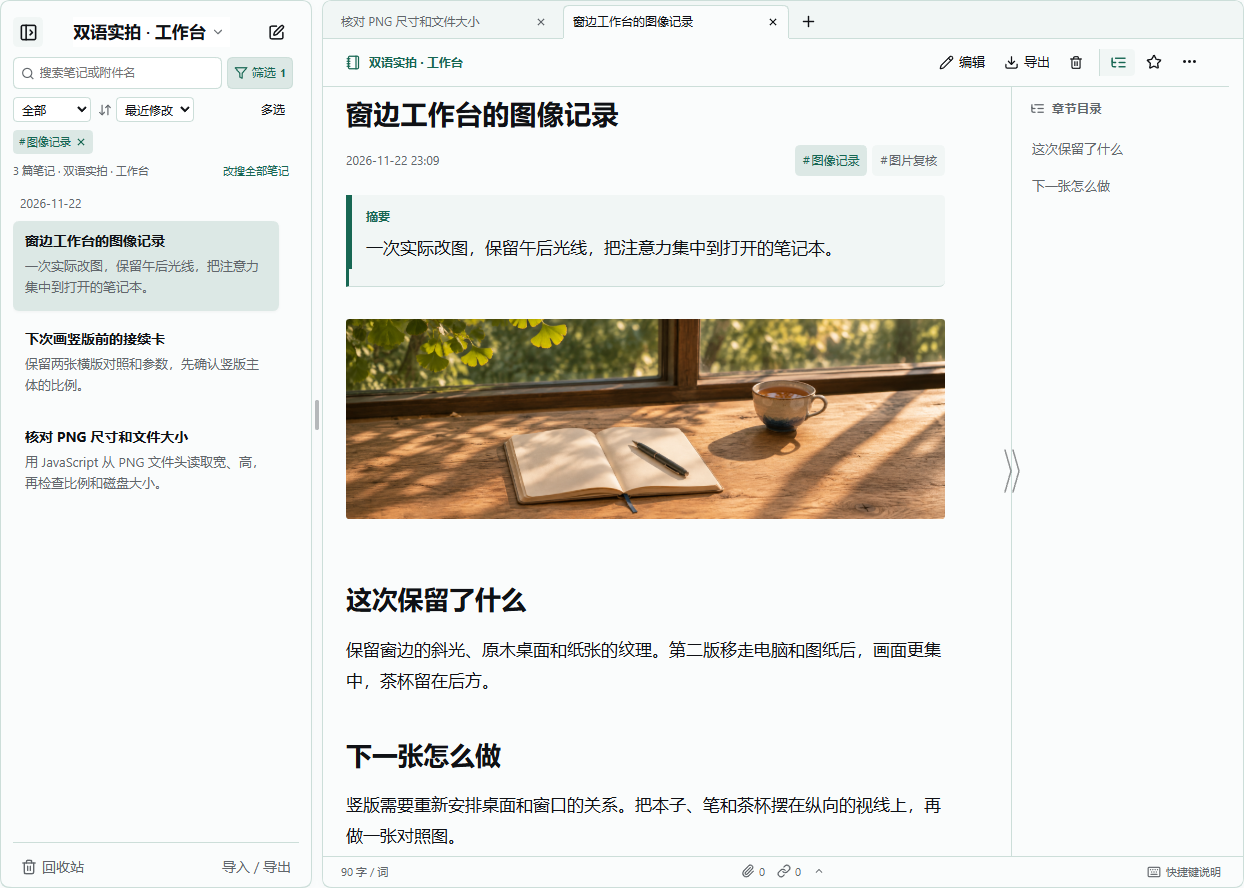 双语实拍 · 工作台
搜索笔记或附件名
筛选 1
全部
最近修改
多选
#图像记录 ×
3 篇笔记 · 双语实拍 · 工作台
改搜全部笔记
2026-11-22
窗边工作台的图像记录
一次实际改图，保留午后光线，把注意力
集中到打开的笔记本。
下次画竖版前的接续卡
保留两张横版对照和参数，先确认竖版主
体的比例。
核对 PNG 尺寸和文件大小
用 JavaScript 从 PNG 文件头读取宽、高，
再检查比例和磁盘大小。
回收站
导入 / 导出
核对 PNG 尺寸和文件大小 ×
窗边工作台的图像记录 ×
双语实拍 · 工作台
编辑
导出
窗边工作台的图像记录
2026-11-22 23:09
#图像记录
#图片复核
摘要
一次实际改图，保留午后光线，把注意力集中到打开的笔记本。
这次保留了什么
保留窗边的斜光、原木桌面和纸张的纹理。第二版移走电脑和图纸后，画面更集
中，茶杯留在后方。
下一张怎么做
竖版需要重新安排桌面和窗口的关系。把本子、笔和茶杯摆在纵向的视线上，再
做一张对照图。
章节目录
这次保留了什么
下一张怎么做
90 字 / 词
0
0
快捷键说明